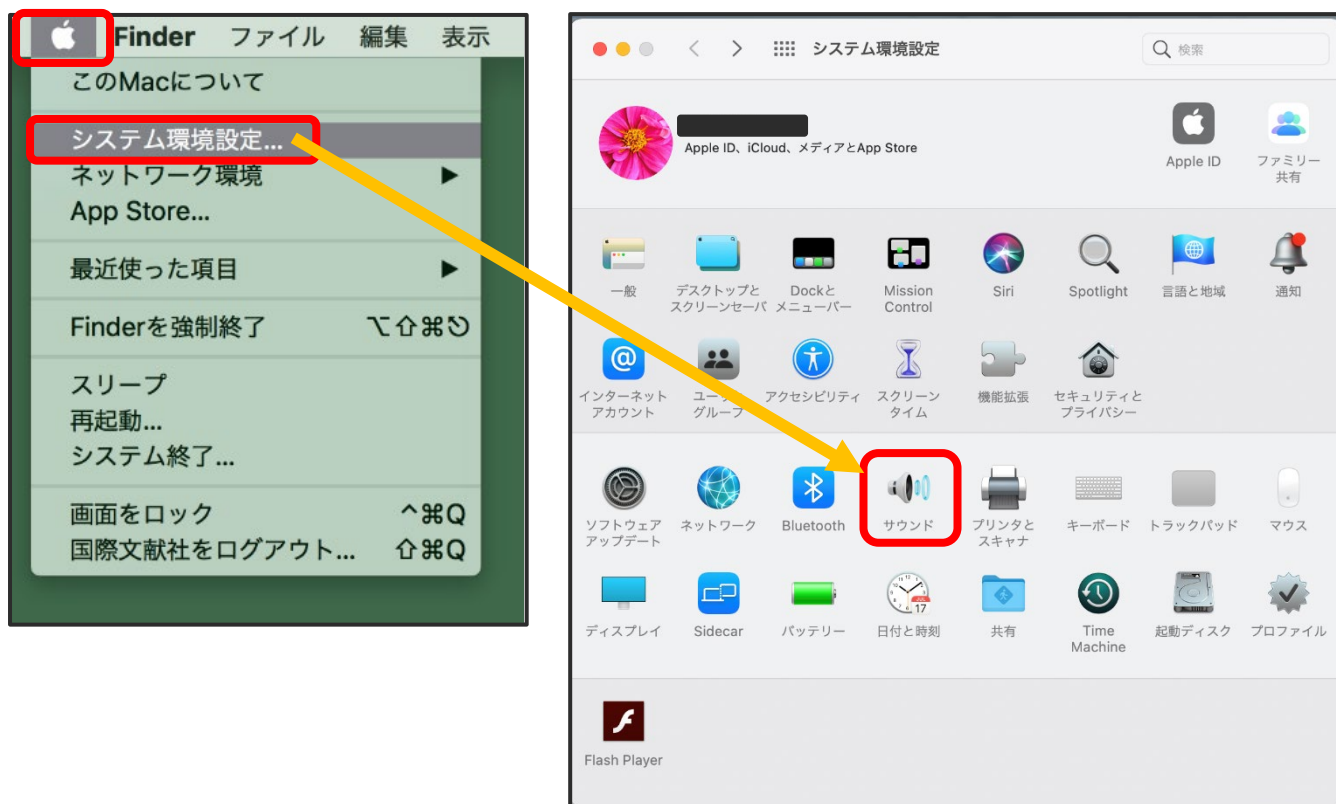 Finder ファイル 編集 表示
このMacについて
システム環境設定...
ネットワーク環境 ▶
App Store...
最近使った項目 ▶
Finderを強制終了 ⌥⇧⌘⎋
スリープ
再起動...
システム終了...
画面をロック ^⌘Q
国際文献社をログアウト... ⇧⌘Q
システム環境設定
検索
Apple ID、iCloud、メディアとApp Store
Apple ID
ファミリー
共有
一般
デスクトップと
スクリーンセーバ
Dockと
メニューバー
Mission
Control
Siri
Spotlight
言語と地域
通知
インターネット
アカウント
グループ
アクセシビリティ
スクリーン
タイム
機能拡張
セキュリティと
プライバシー
ソフトウェア
アップデート
ネットワーク
Bluetooth
サウンド
プリンタと
スキャナ
キーボード
トラックパッド
マウス
ディスプレイ
Sidecar
バッテリー
JUL
17
日付と時刻
共有
Time
Machine
起動ディスク
プロファイル
Flash Player